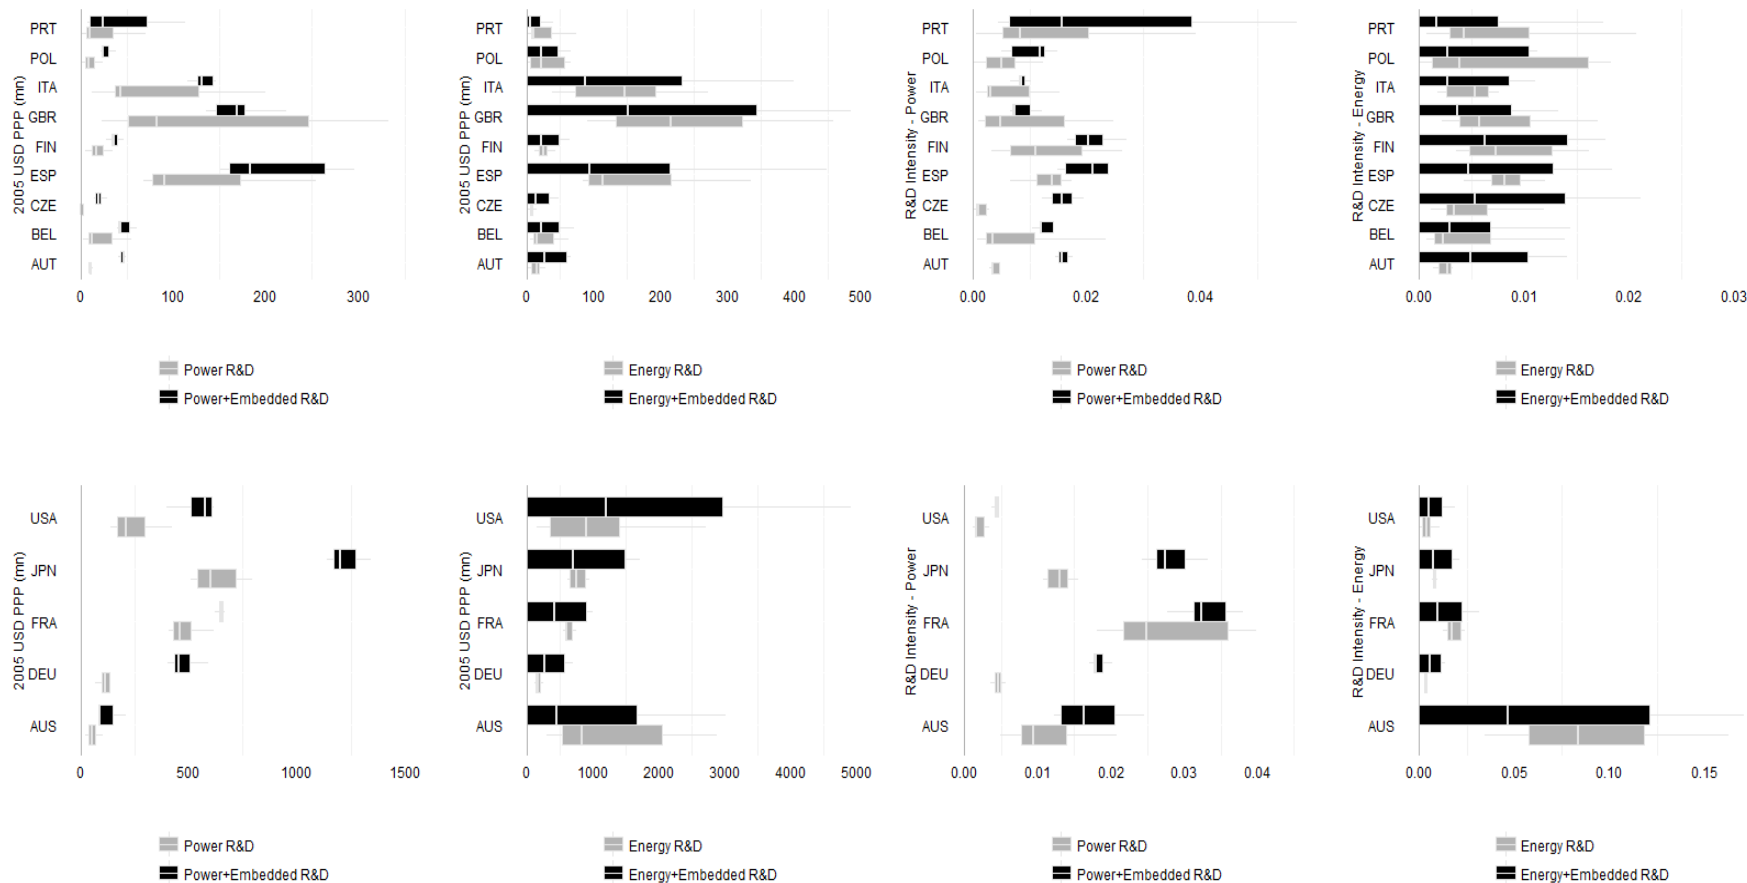 2005 USD PPP (mn)
PRT
POL
ITA
GBR
FIN
ESP
CZE
BEL
AUT
0 100 200 300
Power R&D
Power+Embedded R&D
2005 USD PPP (mn)
PRT
POL
ITA
GBR
FIN
ESP
CZE
BEL
AUT
0 100 200 300 400 500
Energy R&D
Energy+Embedded R&D
R&D Intensity - Power
PRT
POL
ITA
GBR
FIN
ESP
CZE
BEL
AUT
0.00 0.02 0.04
Power R&D
Power+Embedded R&D
R&D Intensity - Energy
PRT
POL
ITA
GBR
FIN
ESP
CZE
BEL
AUT
0.00 0.01 0.02 0.03
Energy R&D
Energy+Embedded R&D
2005 USD PPP (mn)
USA
JPN
FRA
DEU
AUS
0 500 1000 1500
Power R&D
Power+Embedded R&D
2005 USD PPP (mn)
USA
JPN
FRA
DEU
AUS
0 1000 2000 3000 4000 5000
Energy R&D
Energy+Embedded R&D
R&D Intensity - Power
USA
JPN
FRA
DEU
AUS
0.00 0.01 0.02 0.03 0.04
Power R&D
Power+Embedded R&D
R&D Intensity - Energy
USA
JPN
FRA
DEU
AUS
0.00 0.05 0.10 0.15
Energy R&D
Energy+Embedded R&D